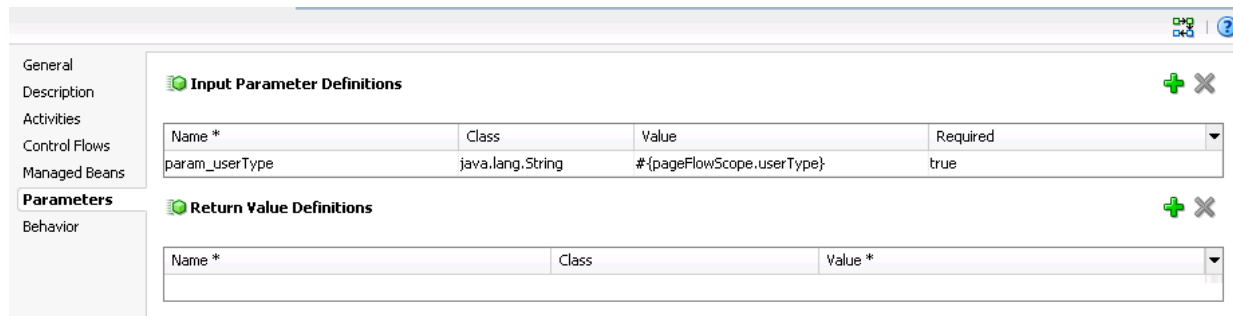 General
Description
Activities
Control Flows
Managed Beans
Parameters
Behavior
Input Parameter Definitions
Name * Class Value Required
param_userType java.lang.String #{pageFlowScope.userType} true
Return Value Definitions
Name * Class Value *